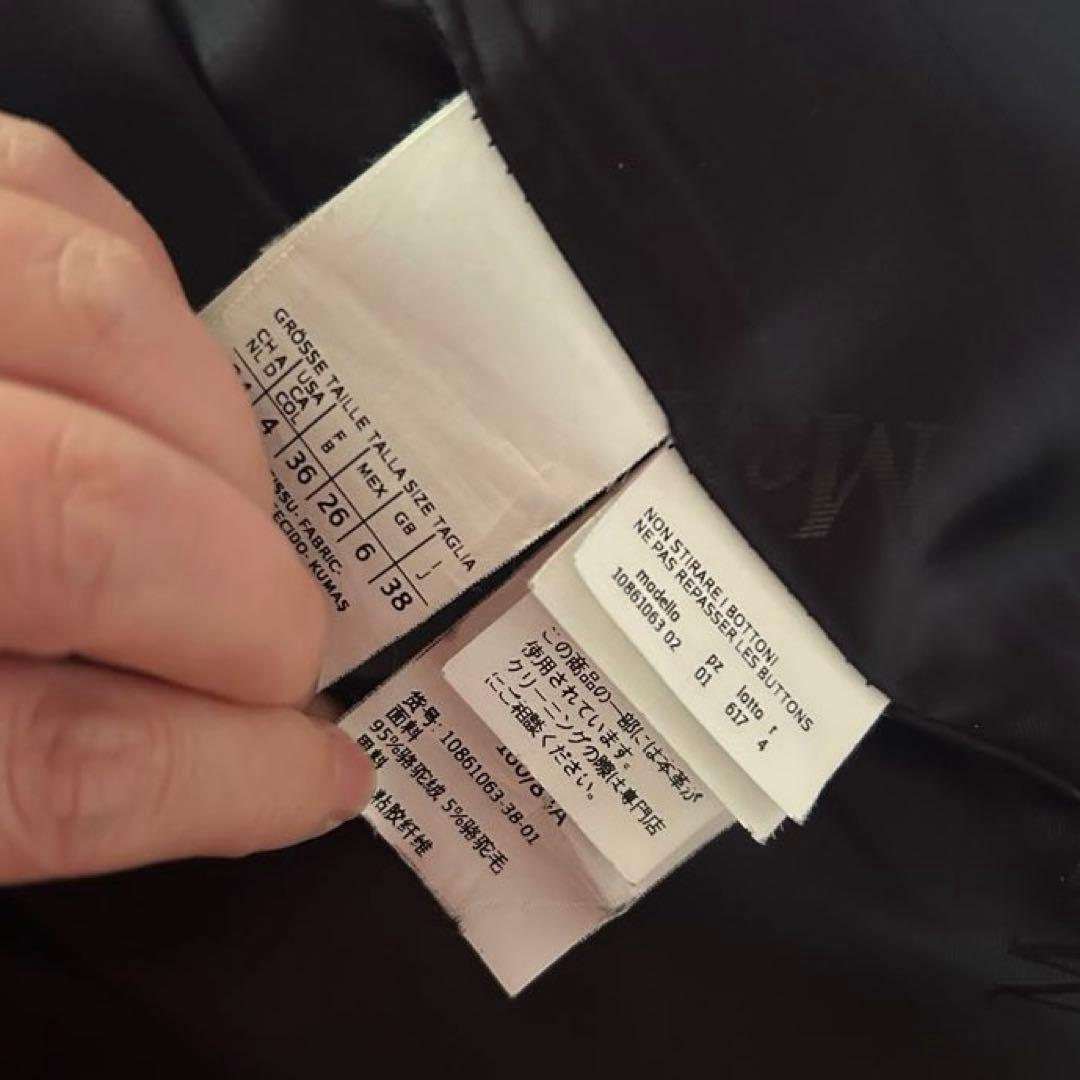 GRÖSSE TAILLE TALLA SIZE TAGLIA
CH A USA F MEX GB I
NL D CA B J
COL
4 36 26 6 38
FABRIC-
KUMAŞ
NON STIRARE I BOTTONI
NE PAS REPASSER LES BUTTONS
modello pz lotto r
10861063 02 01 617 4
この商品の一部には本革が
使用されています。
クリーニングの際は専門店
にご相談ください。
货号: 10861063-38-01
面料:
95%骆驼绒 5%骆驼毛
粘胶纤维